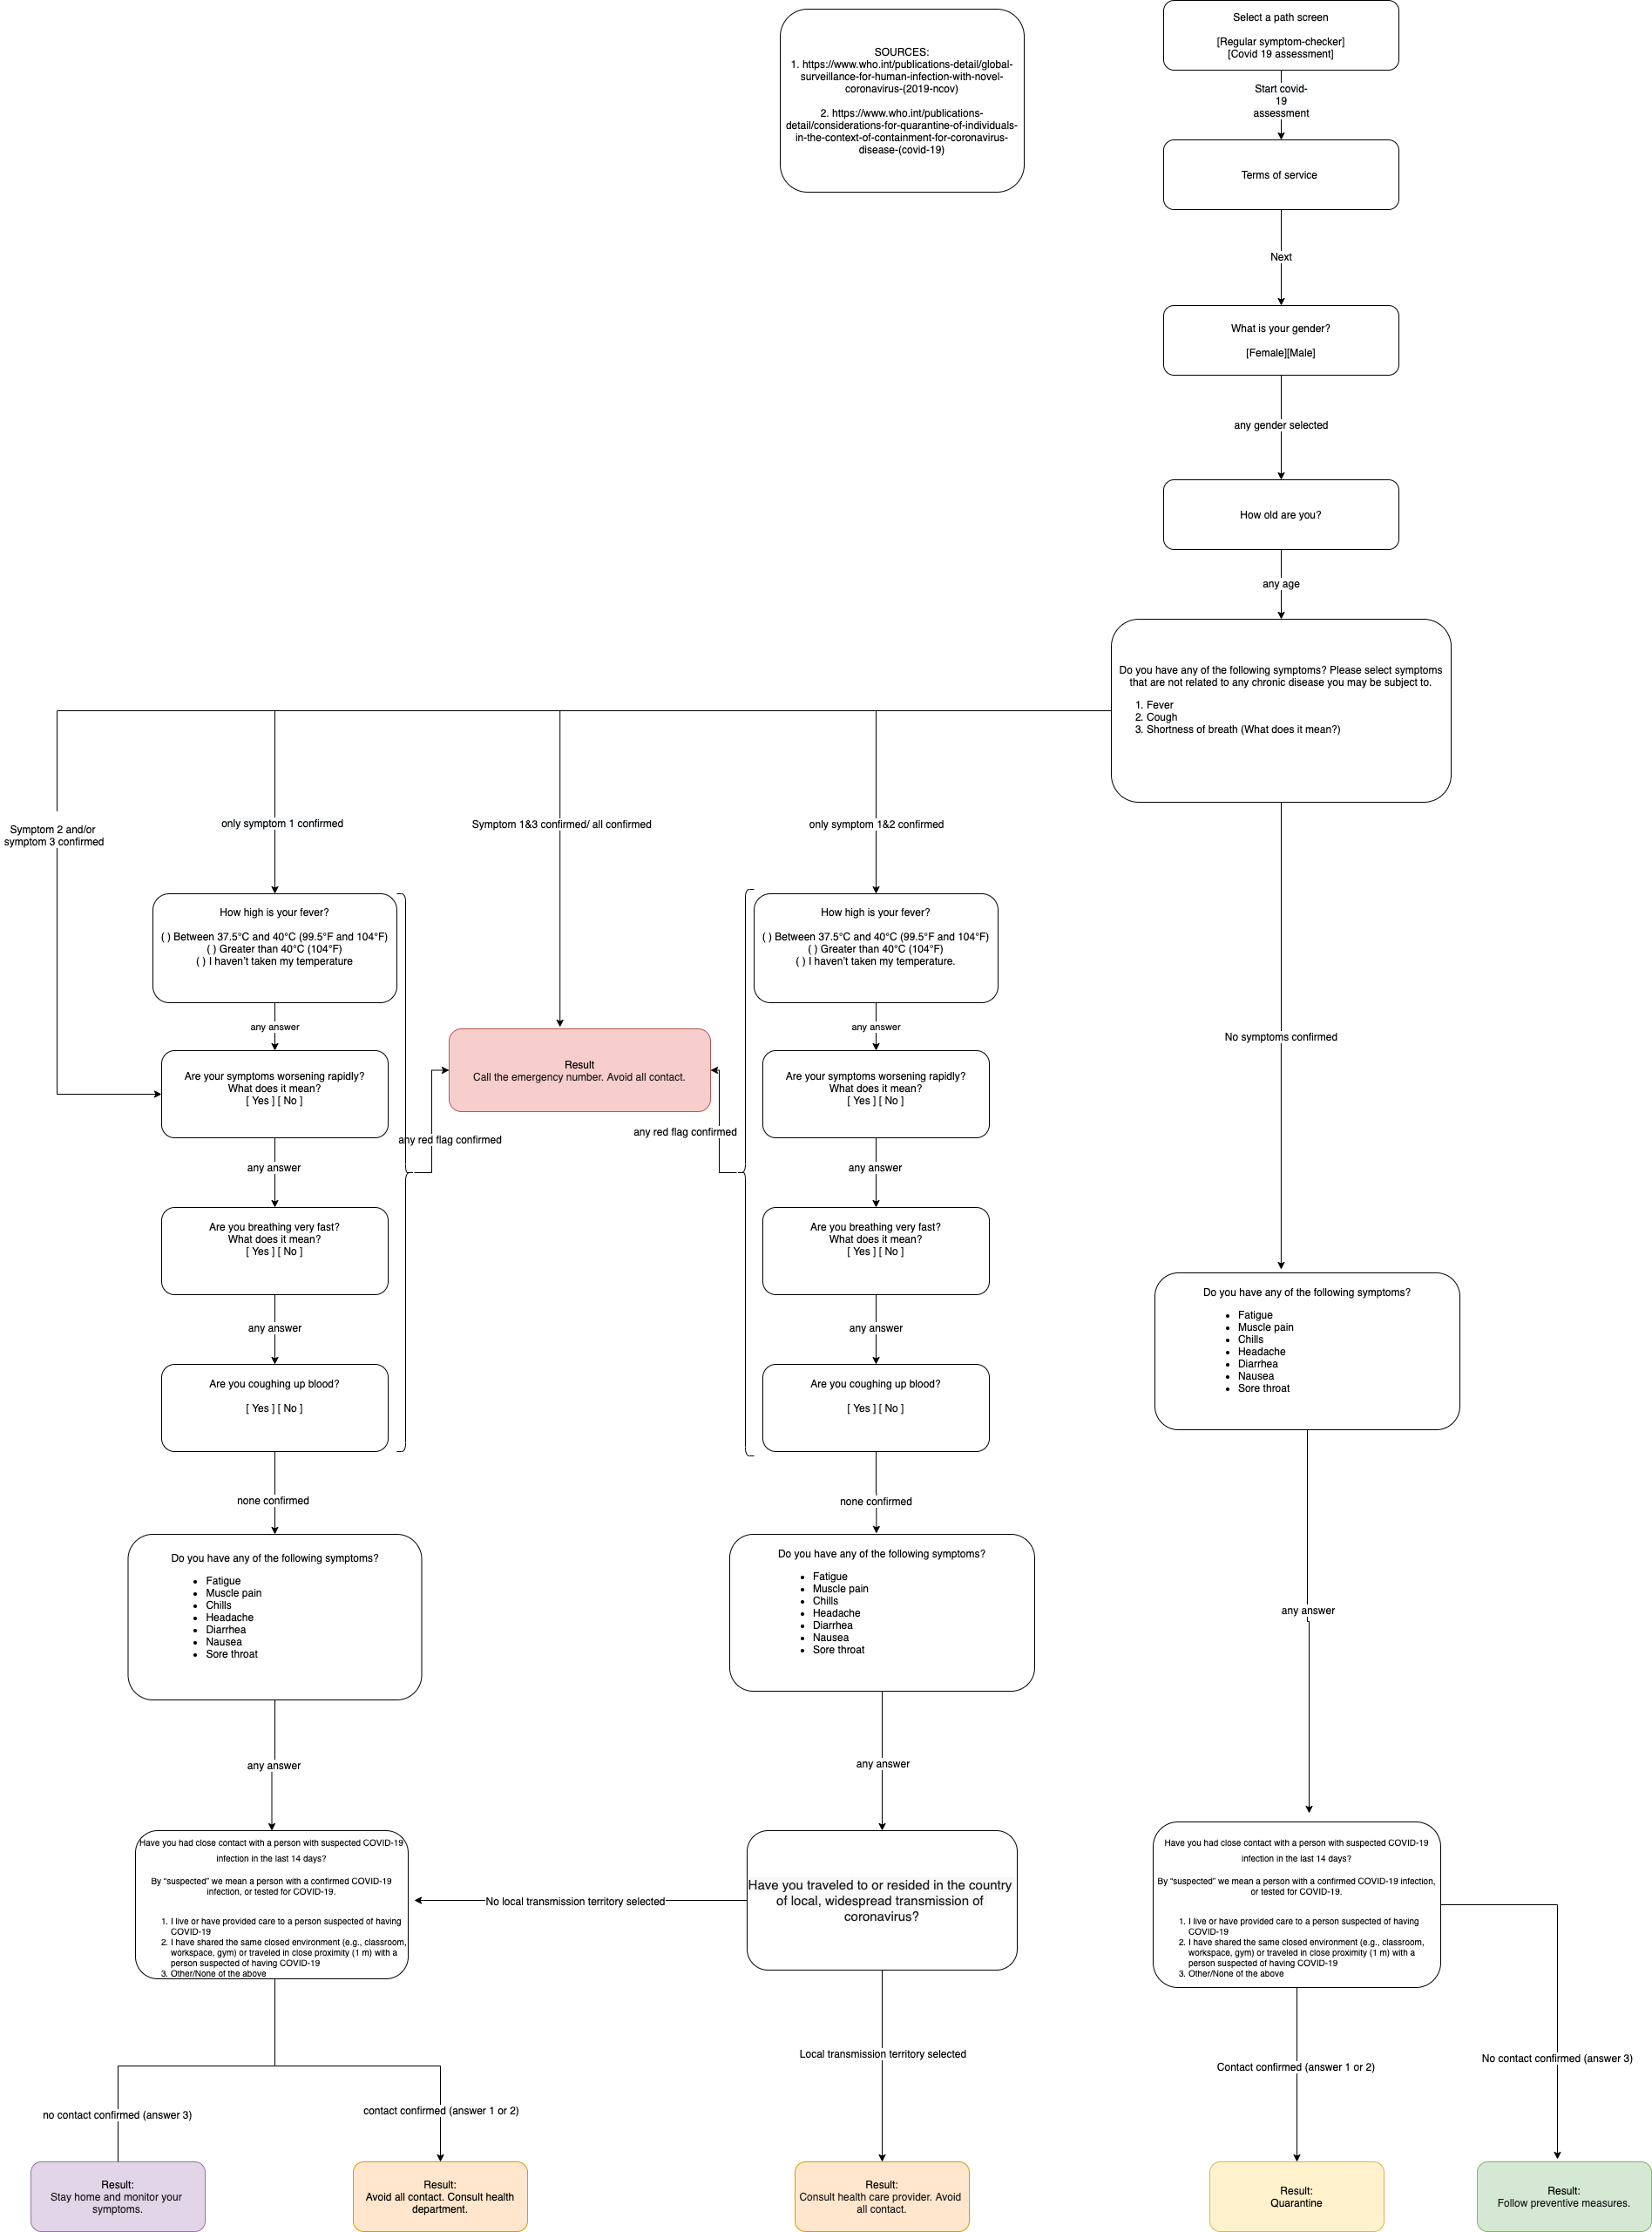 Select a path screen
[Regular symptom-checker]
[Covid 19 assessment]
SOURCES:
1. https://www.who.int/publications-detail/global-
surveillance-for-human-infection-with-novel-
coronavirus-(2019-ncov)
2. https://www.who.int/publications-
detail/considerations-for-quarantine-of-individuals-
in-the-context-of-containment-for-coronavirus-
disease-(covid-19)
Start covid-
19
assessment
Terms of service
Next
What is your gender?
[Female][Male]
any gender selected
How old are you?
any age
Do you have any of the following symptoms? Please select symptoms
that are not related to any chronic disease you may be subject to.
1. Fever
2. Cough
3. Shortness of breath (What does it mean?)
Symptom 2 and/or
symptom 3 confirmed
only symptom 1 confirmed
Symptom 1&3 confirmed/ all confirmed
only symptom 1&2 confirmed
How high is your fever?
( ) Between 37.5°C and 40°C (99.5°F and 104°F)
( ) Greater than 40°C (104°F)
( ) I haven't taken my temperature
How high is your fever?
( ) Between 37.5°C and 40°C (99.5°F and 104°F)
( ) Greater than 40°C (104°F)
( ) I haven't taken my temperature.
any answer
any answer
No symptoms confirmed
Are your symptoms worsening rapidly?
What does it mean?
[ Yes ] [ No ]
Result
Call the emergency number. Avoid all contact.
Are your symptoms worsening rapidly?
What does it mean?
[ Yes ] [ No ]
any red flag confirmed
any red flag confirmed
any answer
any answer
Are you breathing very fast?
What does it mean?
[ Yes ] [ No ]
Are you breathing very fast?
What does it mean?
[ Yes ] [ No ]
any answer
any answer
Do you have any of the following symptoms?
• Fatigue
• Muscle pain
• Chills
• Headache
• Diarrhea
• Nausea
• Sore throat
Are you coughing up blood?
[ Yes ] [ No ]
Are you coughing up blood?
[ Yes ] [ No ]
none confirmed
none confirmed
Do you have any of the following symptoms?
• Fatigue
• Muscle pain
• Chills
• Headache
• Diarrhea
• Nausea
• Sore throat
Do you have any of the following symptoms?
• Fatigue
• Muscle pain
• Chills
• Headache
• Diarrhea
• Nausea
• Sore throat
any answer
any answer
any answer
Have you had close contact with a person with suspected COVID-19
infection in the last 14 days?
By "suspected" we mean a person with a confirmed COVID-19
infection, or tested for COVID-19.
1. I live or have provided care to a person suspected of having
COVID-19
2. I have shared the same closed environment (e.g., classroom,
workspace, gym) or traveled in close proximity (1 m) with a
person suspected of having COVID-19
3. Other/None of the above
No local transmission territory selected
Have you traveled to or resided in the country
of local, widespread transmission of
coronavirus?
Have you had close contact with a person with suspected COVID-19
infection in the last 14 days?
By "suspected" we mean a person with a confirmed COVID-19 infection,
or tested for COVID-19.
1. I live or have provided care to a person suspected of having
COVID-19
2. I have shared the same closed environment (e.g., classroom,
workspace, gym) or traveled in close proximity (1 m) with a
person suspected of having COVID-19
3. Other/None of the above
no contact confirmed (answer 3)
contact confirmed (answer 1 or 2)
Local transmission territory selected
Contact confirmed (answer 1 or 2)
No contact confirmed (answer 3)
Result:
Stay home and monitor your
symptoms.
Result:
Avoid all contact. Consult health
department.
Result:
Consult health care provider. Avoid
all contact.
Result:
Quarantine
Result:
Follow preventive measures.